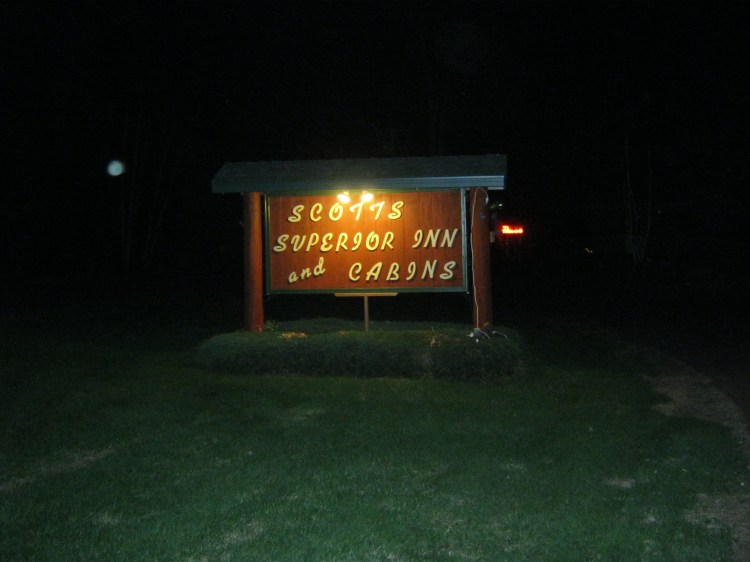 SCOTTS
SUPERIOR INN
and CABINS